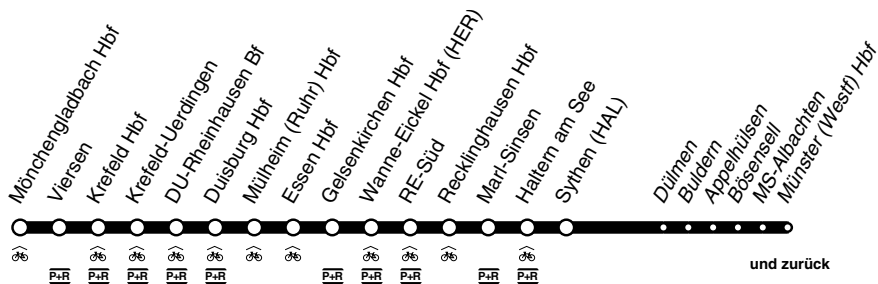 Mönchengladbach Hbf
Viersen
Krefeld Hbf
Krefeld-Uerdingen
DU-Rheinhausen Bf
Duisburg Hbf
Mülheim (Ruhr) Hbf
Essen Hbf
Gelsenkirchen Hbf
Wanne-Eickel Hbf (HER)
RE-Süd
Recklinghausen Hbf
Marl-Sinsen
Haltern am See
Sythen (HAL)
Dülmen
Buldern
Appelhülsen
Bösensell
MS-Albachten
Münster (Westf) Hbf
P+R
P+R
P+R
P+R
P+R
P+R
P+R
P+R
P+R
P+R
und zurück